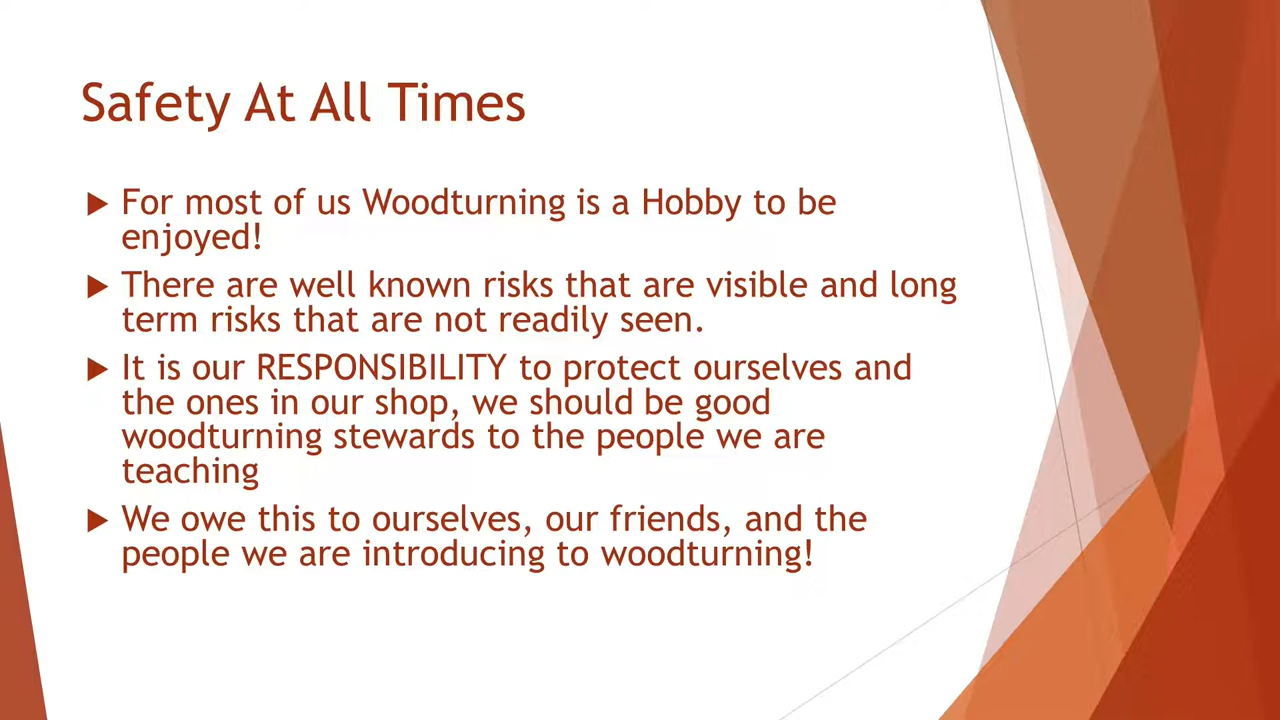 Safety At All Times
For most of us Woodturning is a Hobby to be
enjoyed!
There are well known risks that are visible and long
term risks that are not readily seen.
It is our RESPONSIBILITY to protect ourselves and
the ones in our shop, we should be good
woodturning stewards to the people we are
teaching
We owe this to ourselves, our friends, and the
people we are introducing to woodturning!